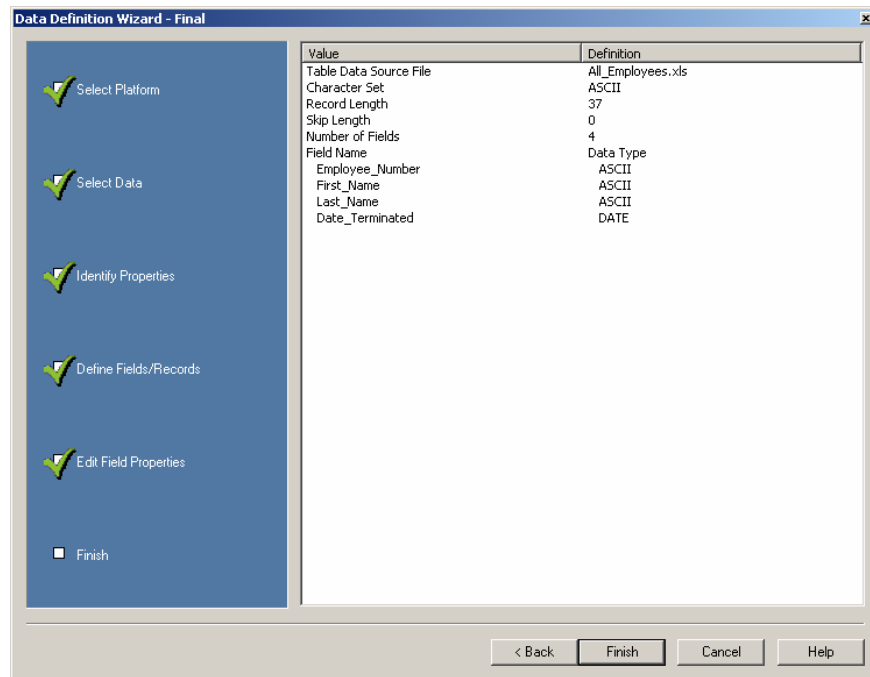 Data Definition Wizard - Final
Select Platform
Select Data
Identify Properties
Define Fields/Records
Edit Field Properties
Finish
Value Definition
Table Data Source File All_Employees.xls
Character Set ASCII
Record Length 37
Skip Length 0
Number of Fields 4
Field Name Data Type
Employee_Number ASCII
First_Name ASCII
Last_Name ASCII
Date_Terminated DATE
< Back Finish Cancel Help